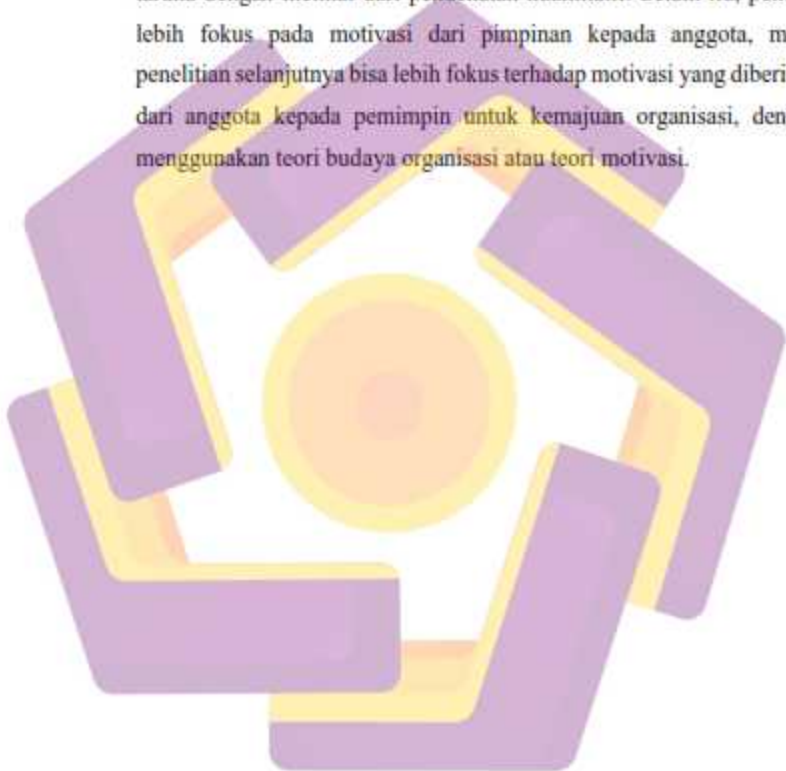 lebih fokus pada motivasi dari pimpinan kepada anggota, m
penelitian selanjutnya bisa lebih fokus terhadap motivasi yang diberi
dari anggota kepada pemimpin untuk kemajuan organisasi, den
menggunakan teori budaya organisasi atau teori motivasi.